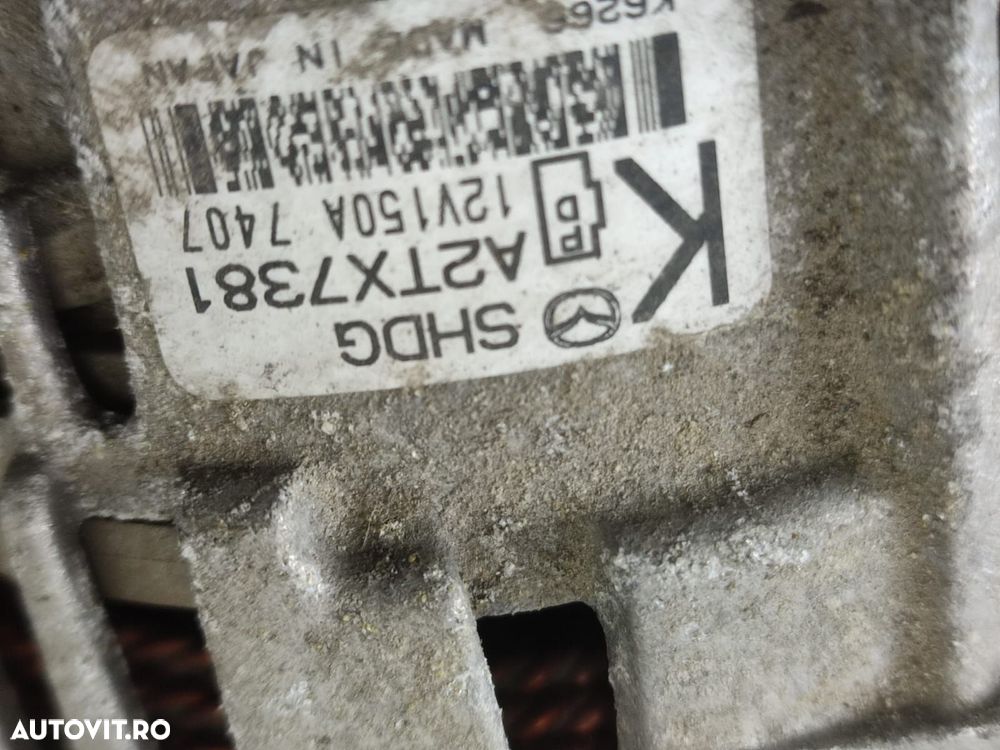 SHDG
K A2TX7381
P D 12V150A 7407
MADE IN JAPAN
AUTOVIT.RO